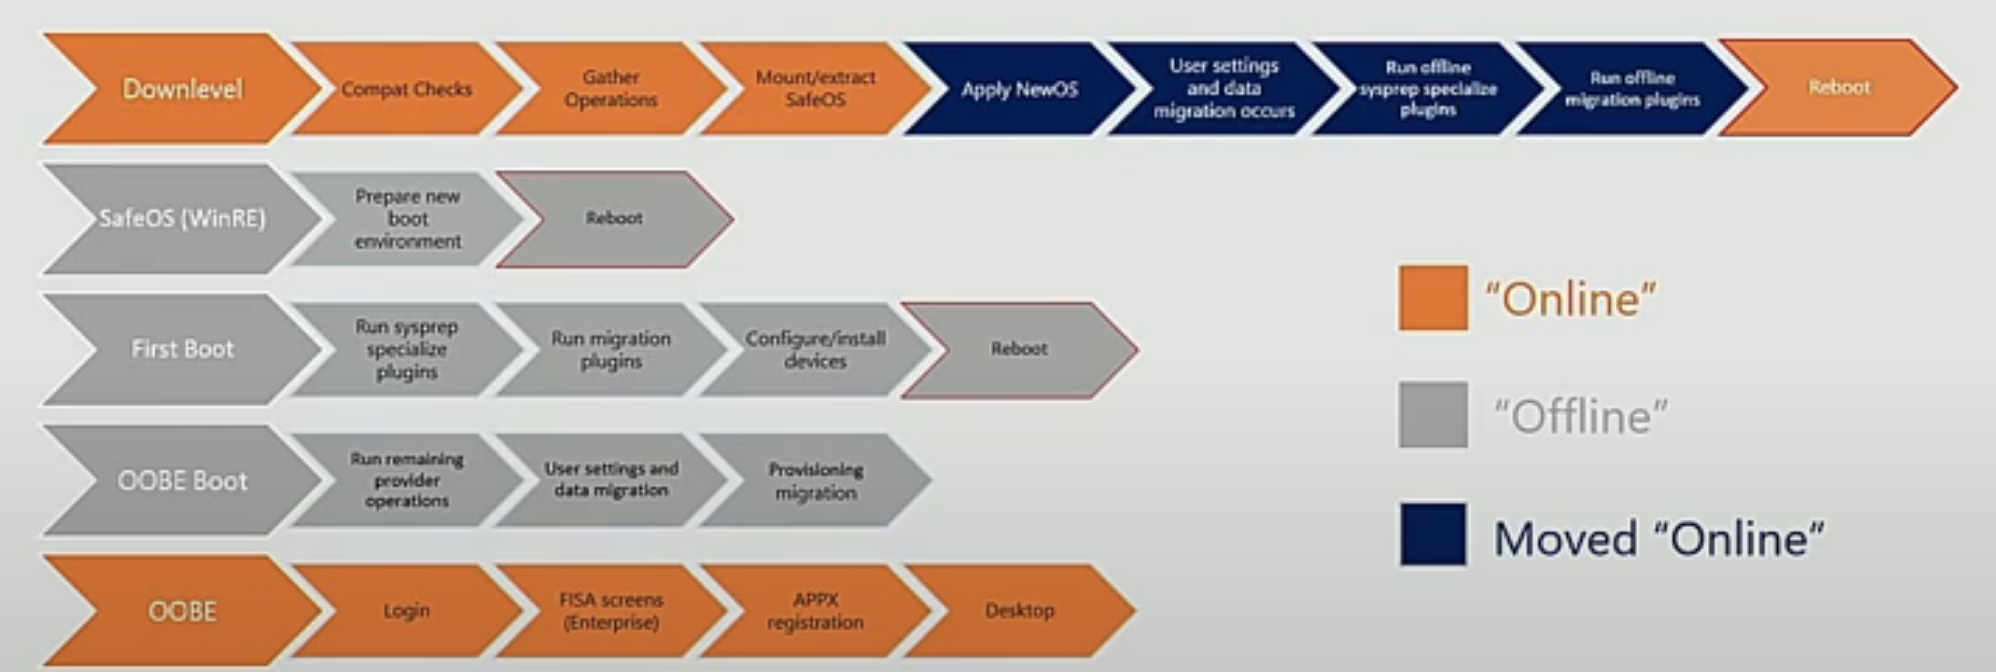 Downlevel
Compat Checks
Gather
Operations
Mount/extract
SafeOS
Apply NewOS
User settings
and data
migration occurs
Run offline
sysprep specialize
plugins
Run offline
migration plugins
Reboot
SafeOS (WinRE)
Prepare new
boot
environment
Reboot
First Boot
Run sysprep
specialize
plugins
Run migration
plugins
Configure/install
devices
Reboot
OOBE Boot
Run remaining
provider
operations
User settings and
data migration
Provisioning
migration
OOBE
Login
FISA screens
(Enterprise)
APPX
registration
Desktop
"Online"
"Offline"
Moved "Online"